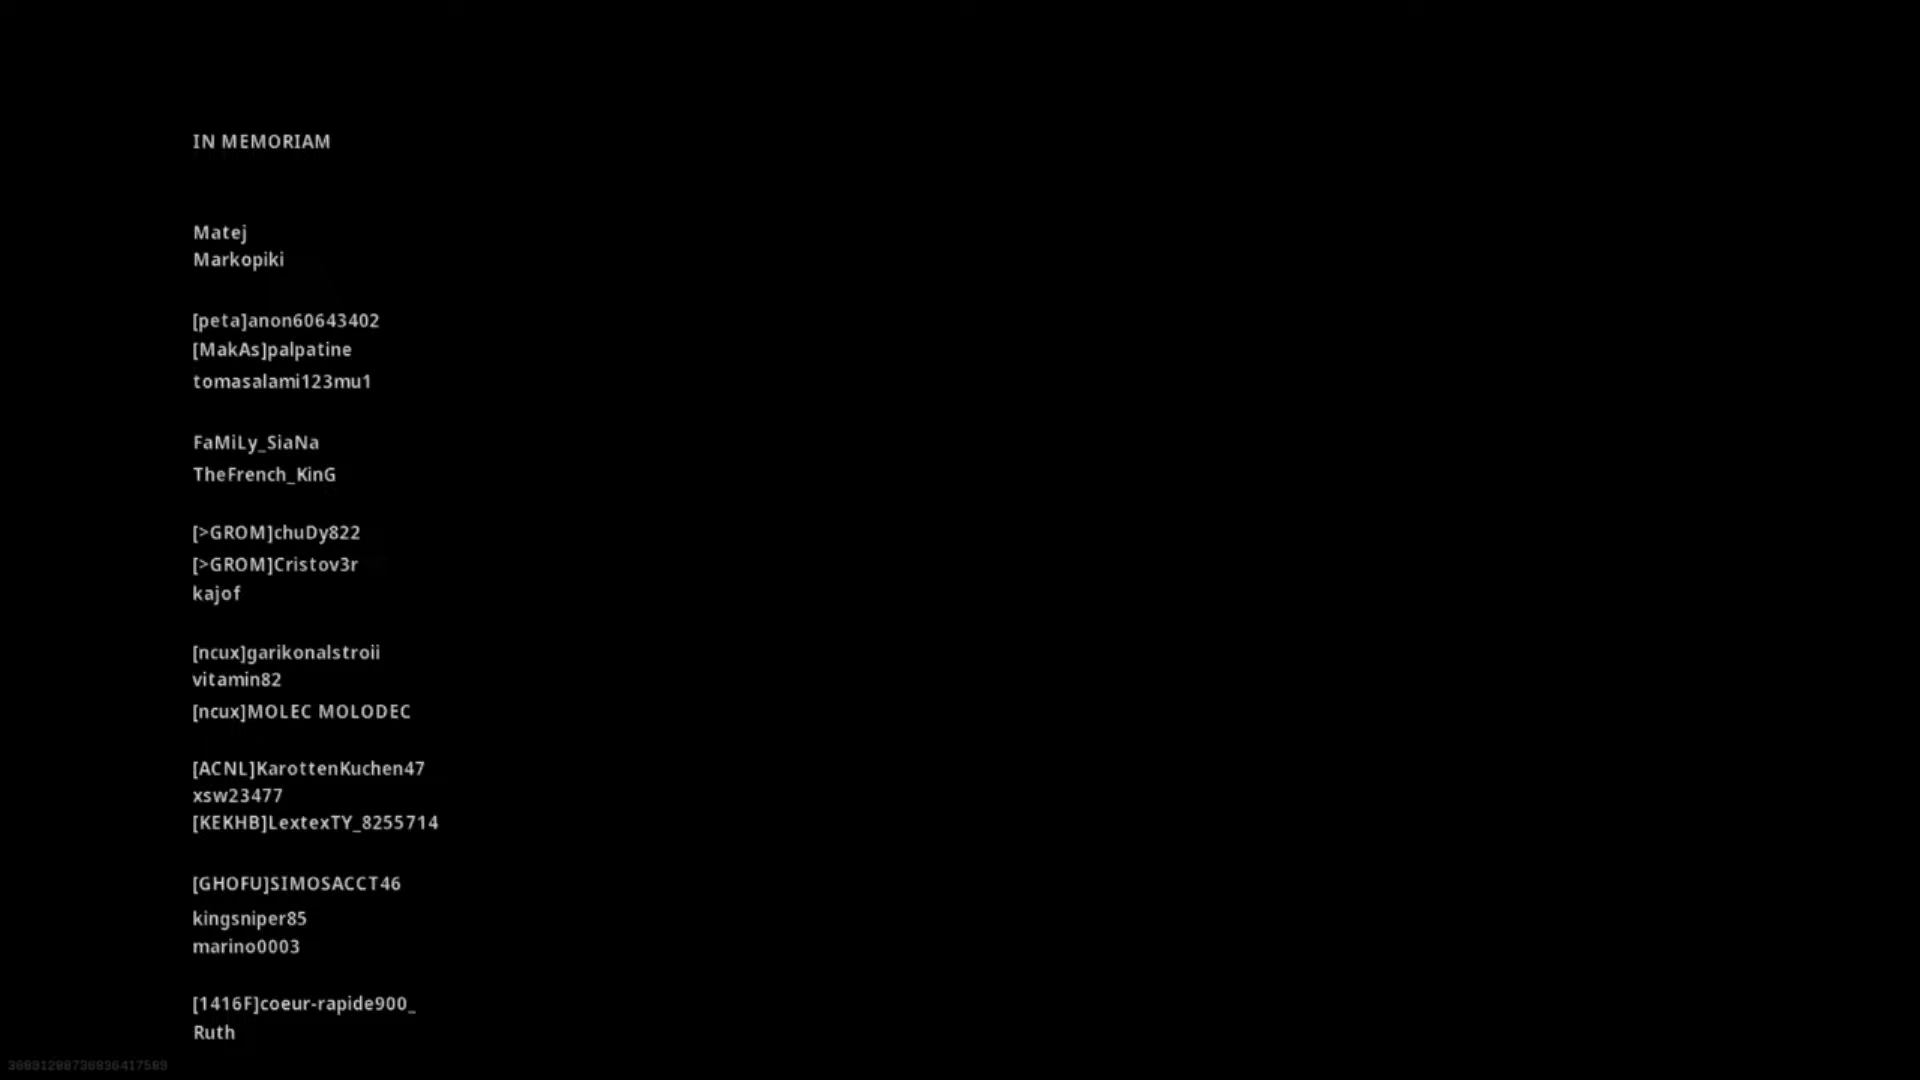 IN MEMORIAM
Matej
Markopiki
[peta]anon60643402
[MakAs]palpatine
tomasalami123mu1
FaMiLy_SiaNa
TheFrench_KinG
[>GROM]chuDy822
[>GROM]Cristov3r
kajof
[ncux]garikonalstroii
vitamin82
[ncux]MOLEC MOLODEC
[ACNL]KarottenKuchen47
xsw23477
[KEKHB]LextexTY_8255714
[GHOFU]SIMOSACCT46
kingsniper85
marino0003
[1416F]coeur-rapide900_
Ruth